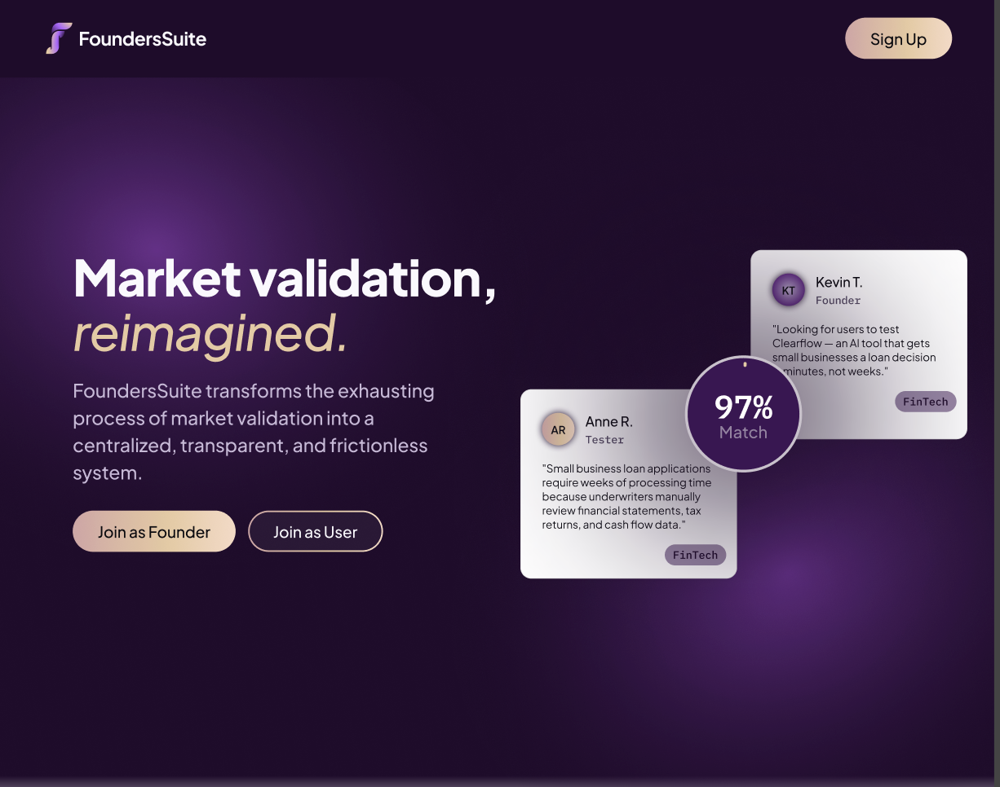 FoundersSuite
Sign Up
Market validation,
reimagined.
FoundersSuite transforms the exhausting
process of market validation into a
centralized, transparent, and frictionless
system.
Join as Founder
Join as User
KT
Kevin T.
Founder
"Looking for users to test
Clearflow — an AI tool that gets
small businesses a loan decision
minutes, not weeks."
FinTech
97%
Match
AR
Anne R.
Tester
"Small business loan applications
require weeks of processing time
because underwriters manually
review financial statements, tax
returns, and cash flow data."
FinTech